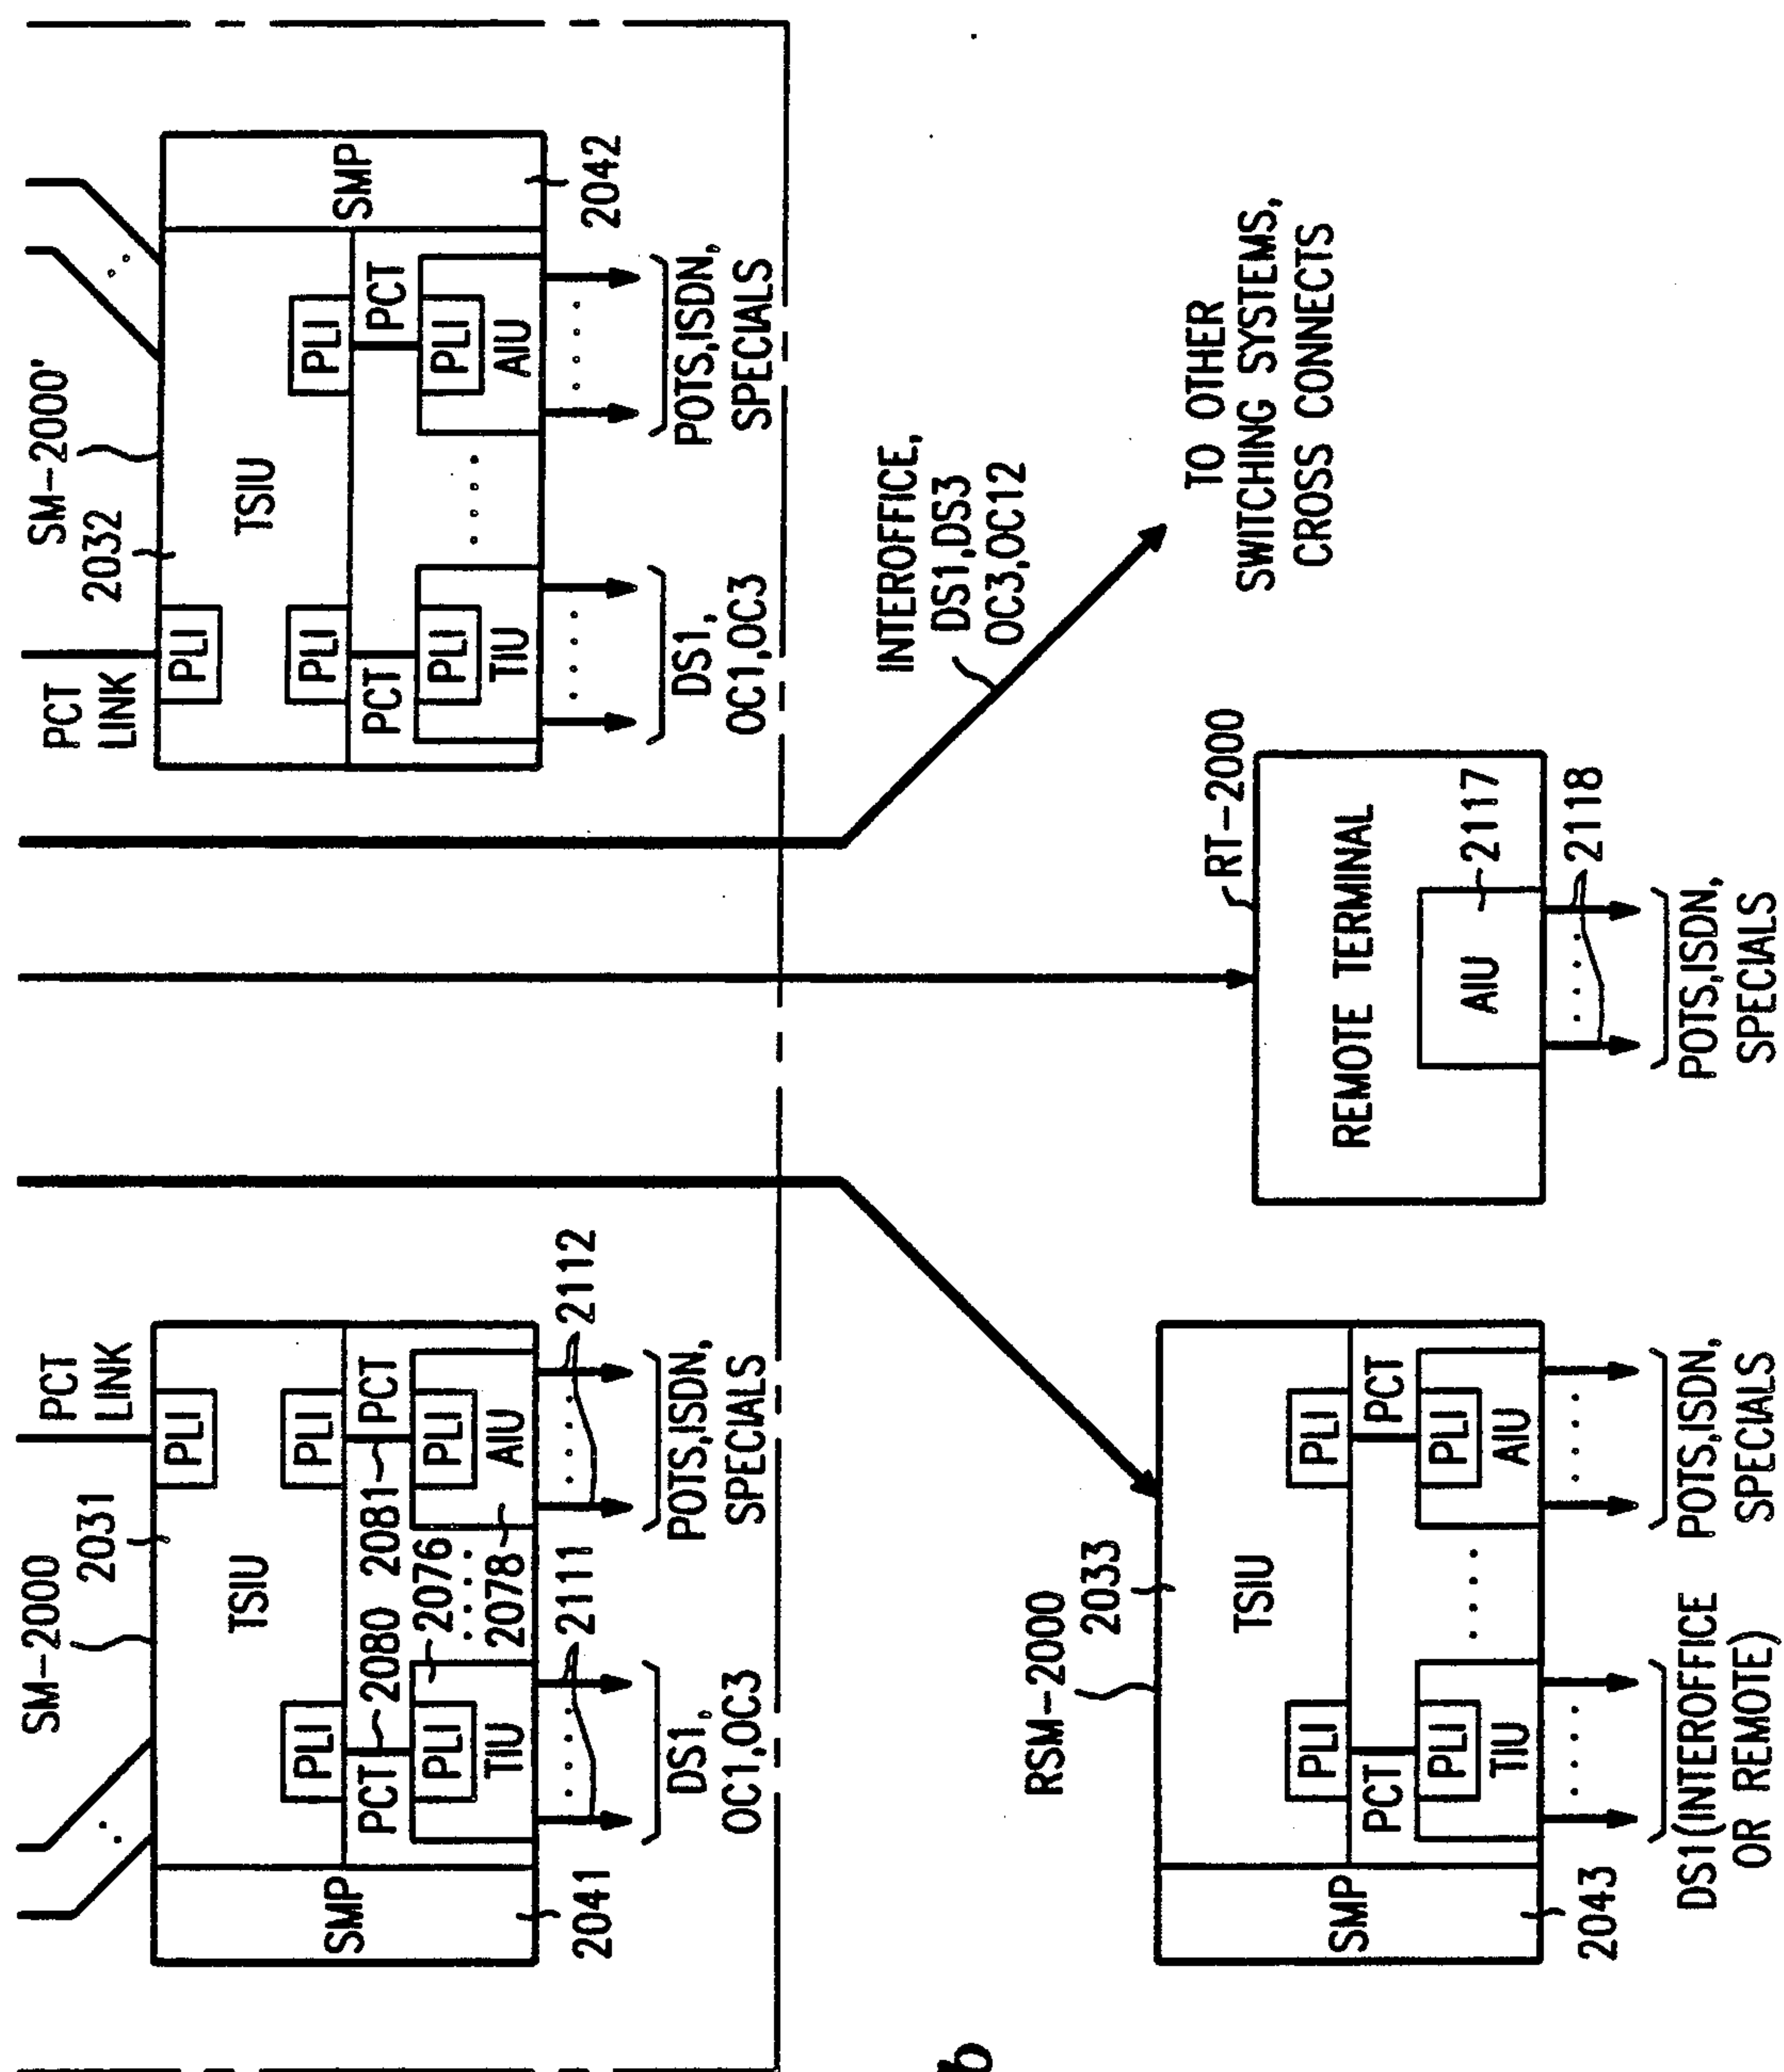 SM-2000
2031
PCT
LINK
PLI
TSIU
SMP
PLI
PLI
PCT
2080
2081
PCT
PLI
TIU
2076
2078
PLI
AIU
2041
2111
2112
DS1,
OC1,OC3
POTS,ISDN,
SPECIALS
PCT
LINK
2032
SM-2000'
PLI
TSIU
SMP
PLI
PLI
PCT
PCT
PLI
TIU
PLI
AIU
2042
DS1,
OC1,OC3
POTS,ISDN,
SPECIALS
INTEROFFICE,
DS1,DS3
OC3,OC12
TO OTHER
SWITCHING SYSTEMS,
CROSS CONNECTS
RSM-2000
2033
TSIU
SMP
PLI
PLI
PCT
PCT
PLI
TIU
PLI
AIU
2043
DS1(INTEROFFICE
OR REMOTE)
POTS,ISDN,
SPECIALS
RT-2000
REMOTE TERMINAL
AIU
2117
2118
POTS,ISDN,
SPECIALS
b